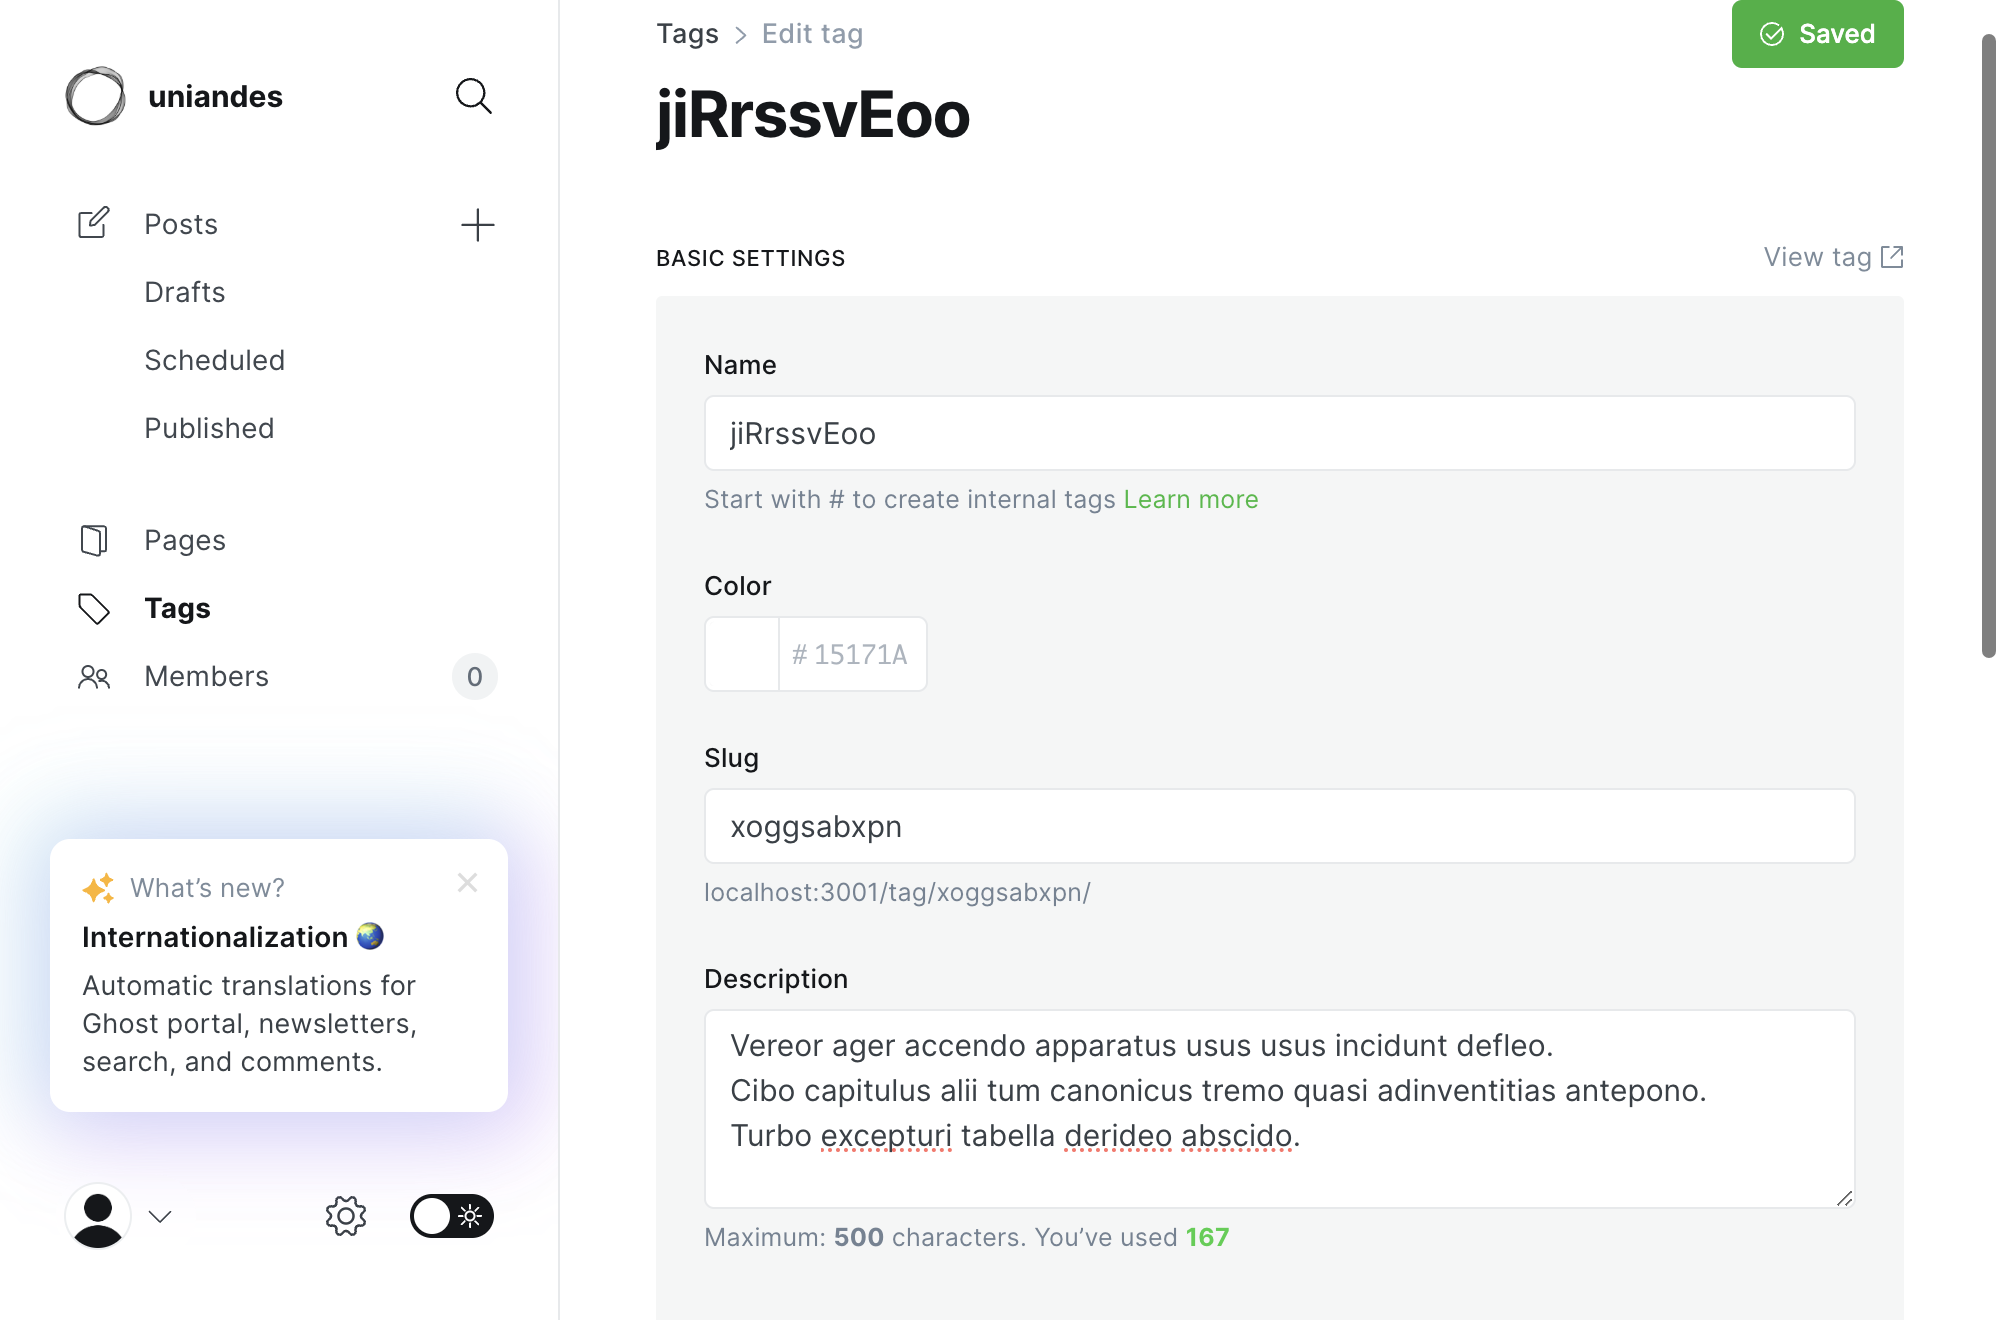 uniandes
Posts
Drafts
Scheduled
Published
Pages
Tags
Members
0
What’s new?
Internationalization
Automatic translations for
Ghost portal, newsletters,
search, and comments.
Tags > Edit tag
Saved
jiRrssvEoo
BASIC SETTINGS
View tag
Name
jiRrssvEoo
Start with # to create internal tags Learn more
Color
# 15171A
Slug
xoggsabxpn
localhost:3001/tag/xoggsabxpn/
Description
Vereor ager accendo apparatus usus usus incidunt defleo.
Cibo capitulus alii tum canonicus tremo quasi adinventitias antepono.
Turbo excepturi tabella derideo abscido.
Maximum: 500 characters. You’ve used 167